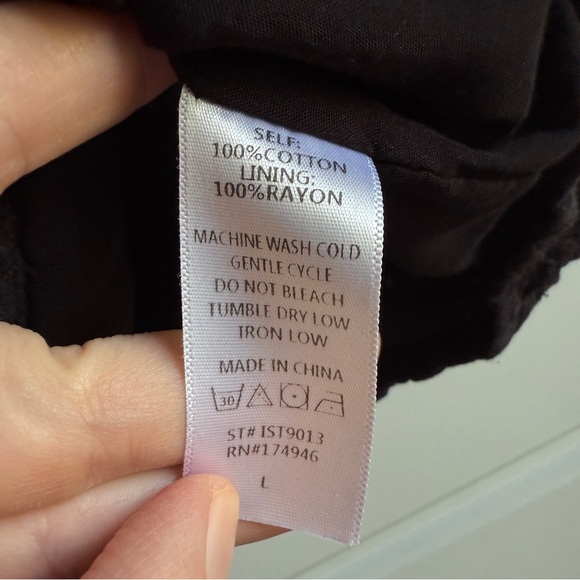 SELF:
100%COTTON
LINING:
100%RAYON
MACHINE WASH COLD
GENTLE CYCLE
DO NOT BLEACH
TUMBLE DRY LOW
IRON LOW
MADE IN CHINA
30
ST# IST9013
RN#174946
L